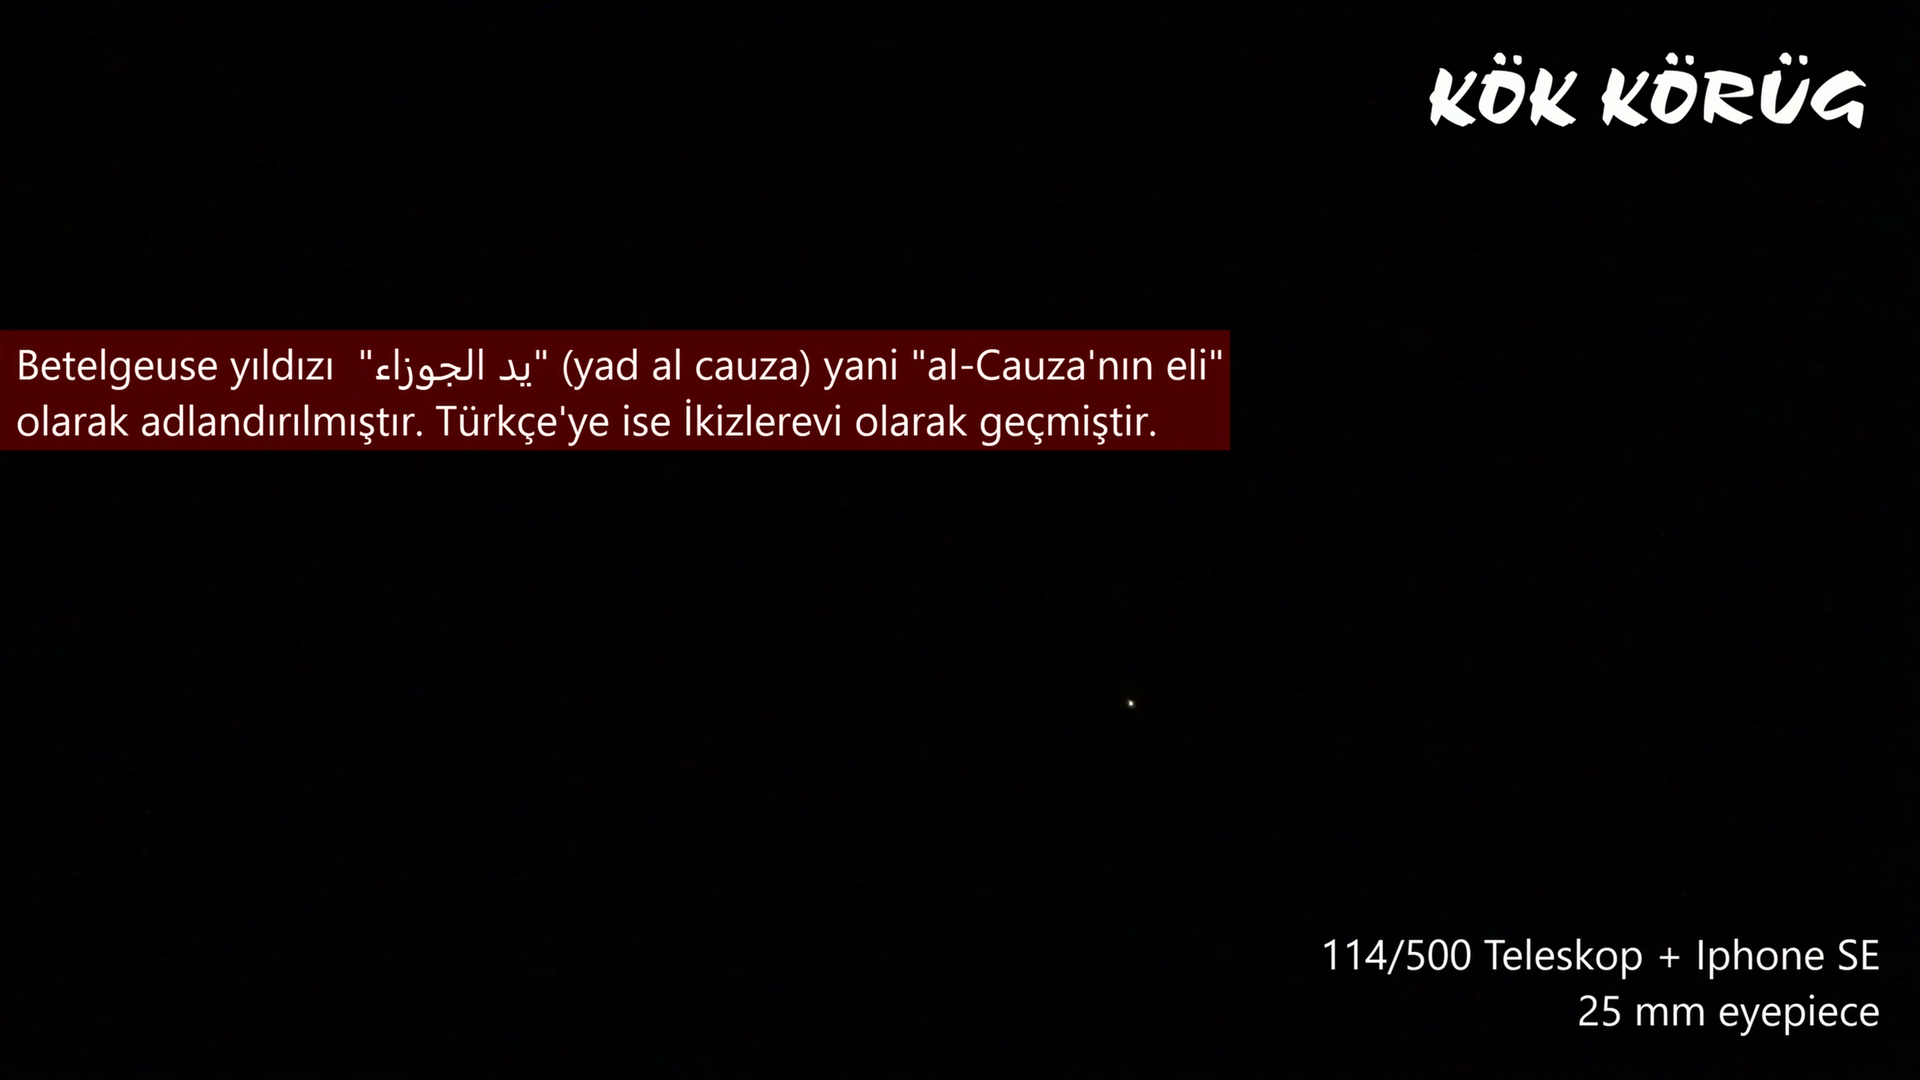 KÖK KÖRÜG
Betelgeuse yıldızı "يد الجوزاء" (yad al cauza) yani "al-Cauza'nın eli"
olarak adlandırılmıştır. Türkçe'ye ise İkizlerevi olarak geçmiştir.
114/500 Teleskop + Iphone SE
25 mm eyepiece